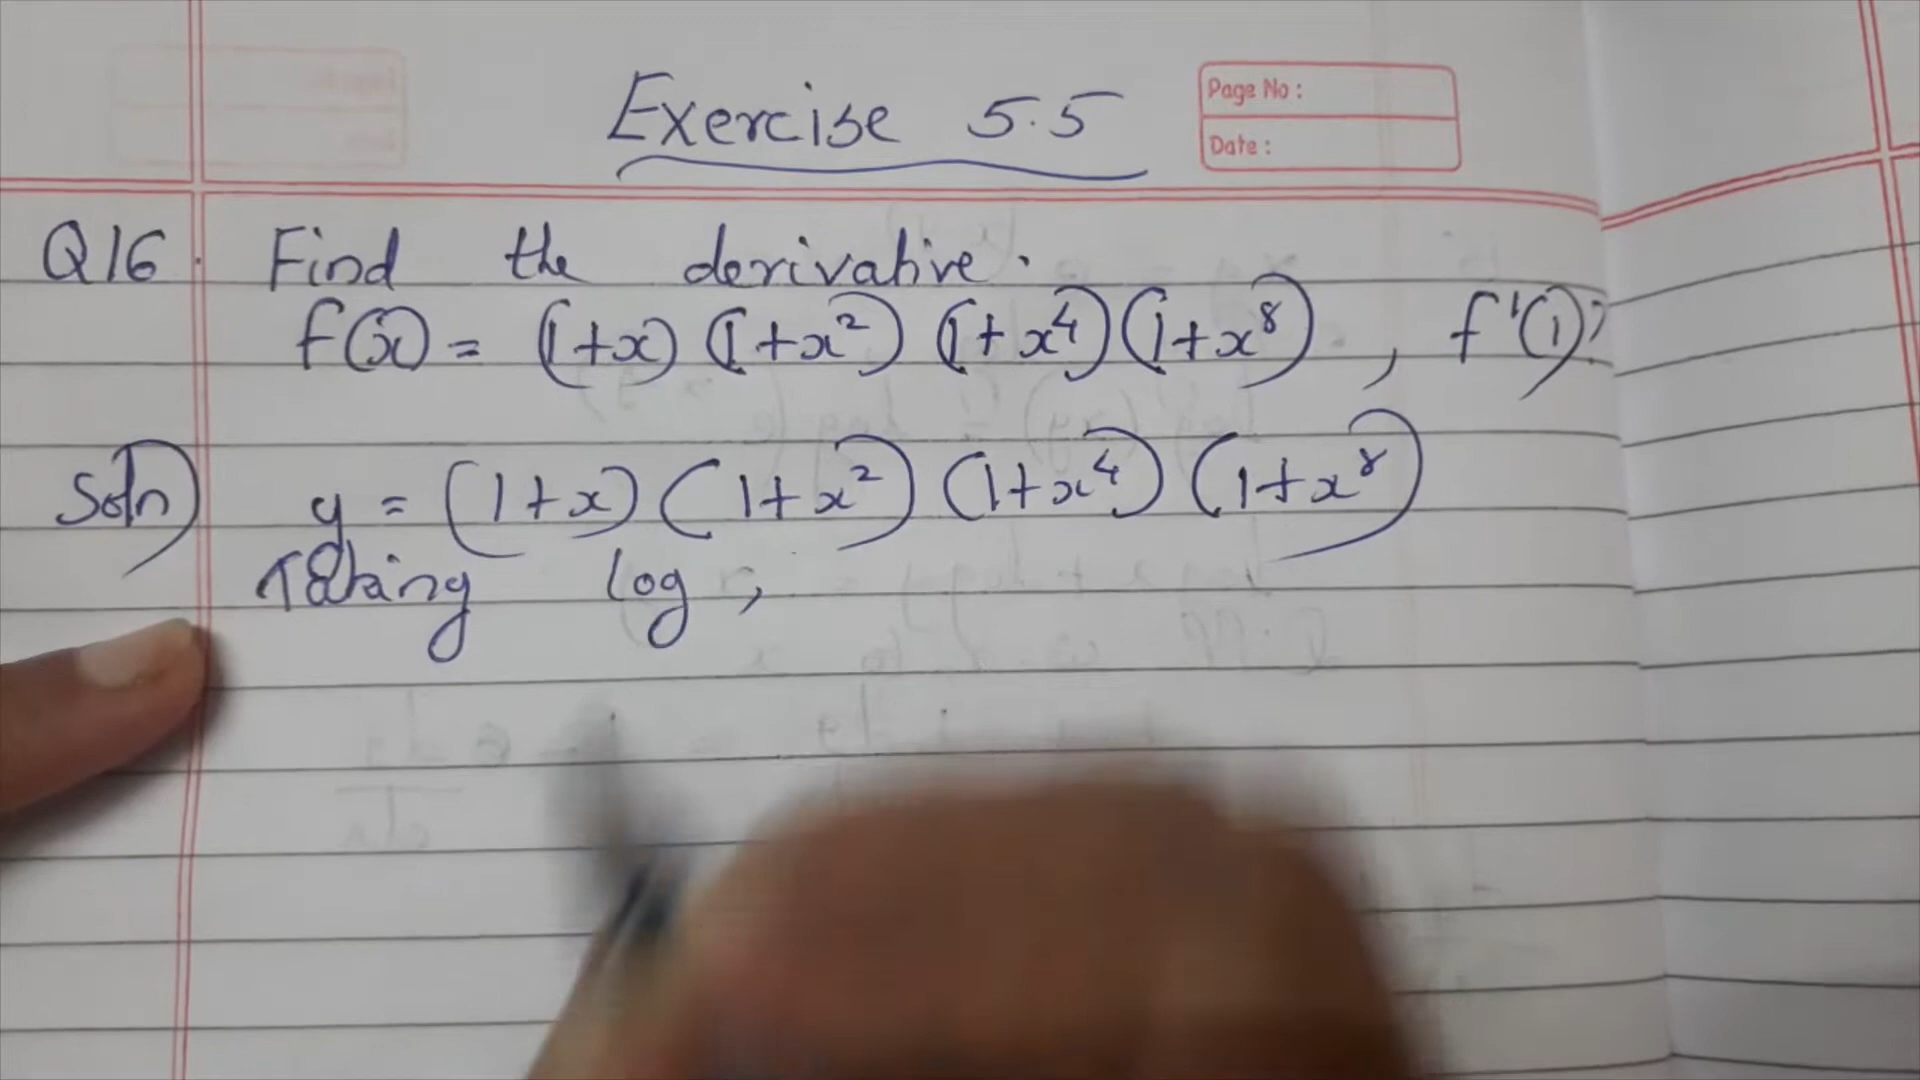 Exercise 5.5
Page No :
Date :
Q16. Find the derivative.
f(x) = (1+x) (1+x²) (1+x⁴) (1+x⁸) , f'(1)
Soln) y = (1+x) (1+x²) (1+x⁴) (1+x⁸)
Taking log,